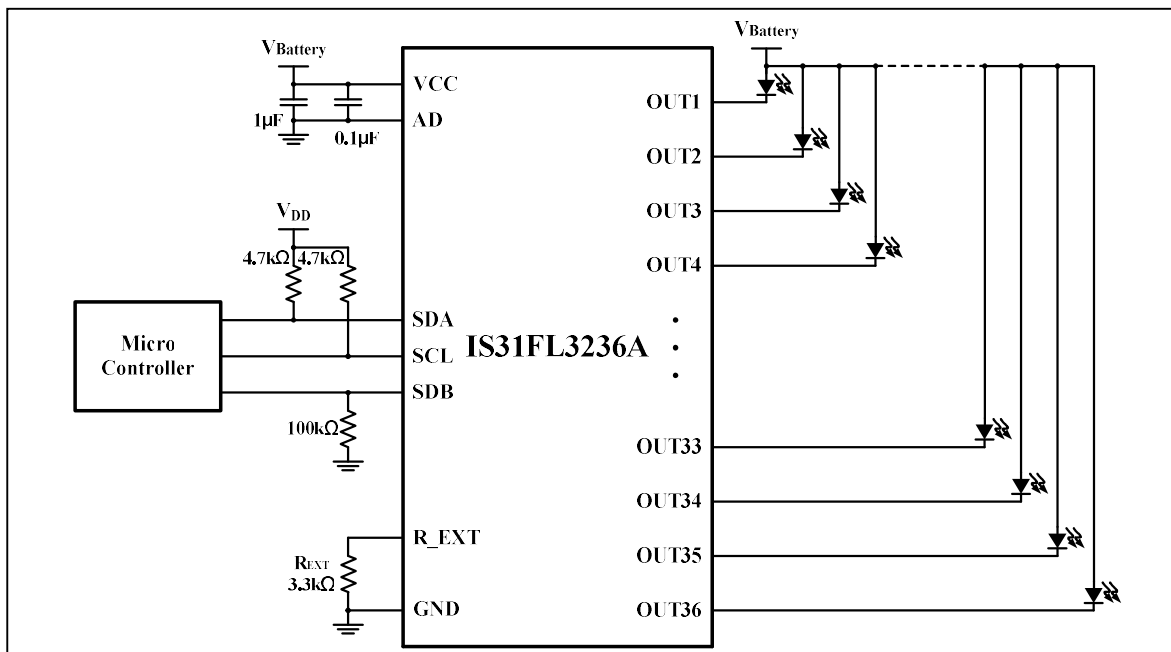 VBattery
VCC
1μF
0.1μF
AD
VDD
4.7kΩ 4.7kΩ
Micro
Controller
SDA
SCL
SDB
100kΩ
R_EXT
REXT
3.3kΩ
GND
IS31FL3236A
VBattery
OUT1
OUT2
OUT3
OUT4
OUT33
OUT34
OUT35
OUT36